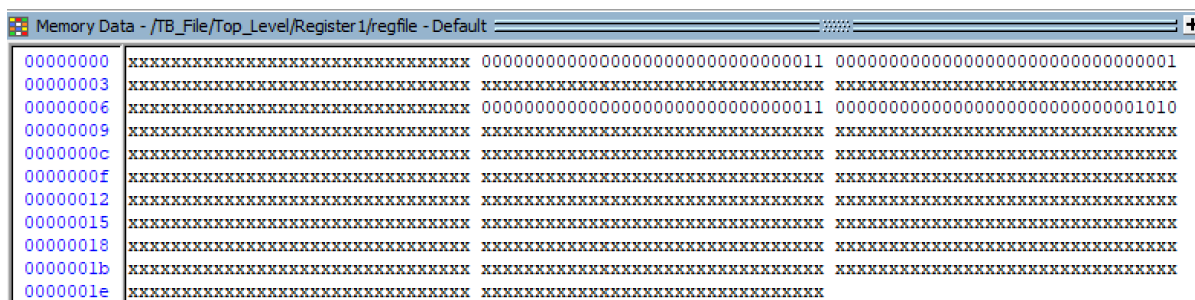 Memory Data - /TB_File/Top_Level/Register1/regfile - Default
00000000 xxxxxxxxxxxxxxxxxxxxxxxxxxxxxxxx 00000000000000000000000000000011 00000000000000000000000000000001
00000003 xxxxxxxxxxxxxxxxxxxxxxxxxxxxxxxx xxxxxxxxxxxxxxxxxxxxxxxxxxxxxxxx xxxxxxxxxxxxxxxxxxxxxxxxxxxxxxxx
00000006 xxxxxxxxxxxxxxxxxxxxxxxxxxxxxxxx 00000000000000000000000000000011 00000000000000000000000000001010
00000009 xxxxxxxxxxxxxxxxxxxxxxxxxxxxxxxx xxxxxxxxxxxxxxxxxxxxxxxxxxxxxxxx xxxxxxxxxxxxxxxxxxxxxxxxxxxxxxxx
0000000c xxxxxxxxxxxxxxxxxxxxxxxxxxxxxxxx xxxxxxxxxxxxxxxxxxxxxxxxxxxxxxxx xxxxxxxxxxxxxxxxxxxxxxxxxxxxxxxx
0000000f xxxxxxxxxxxxxxxxxxxxxxxxxxxxxxxx xxxxxxxxxxxxxxxxxxxxxxxxxxxxxxxx xxxxxxxxxxxxxxxxxxxxxxxxxxxxxxxx
00000012 xxxxxxxxxxxxxxxxxxxxxxxxxxxxxxxx xxxxxxxxxxxxxxxxxxxxxxxxxxxxxxxx xxxxxxxxxxxxxxxxxxxxxxxxxxxxxxxx
00000015 xxxxxxxxxxxxxxxxxxxxxxxxxxxxxxxx xxxxxxxxxxxxxxxxxxxxxxxxxxxxxxxx xxxxxxxxxxxxxxxxxxxxxxxxxxxxxxxx
00000018 xxxxxxxxxxxxxxxxxxxxxxxxxxxxxxxx xxxxxxxxxxxxxxxxxxxxxxxxxxxxxxxx xxxxxxxxxxxxxxxxxxxxxxxxxxxxxxxx
0000001b xxxxxxxxxxxxxxxxxxxxxxxxxxxxxxxx xxxxxxxxxxxxxxxxxxxxxxxxxxxxxxxx xxxxxxxxxxxxxxxxxxxxxxxxxxxxxxxx
0000001e xxxxxxxxxxxxxxxxxxxxxxxxxxxxxxxx xxxxxxxxxxxxxxxxxxxxxxxxxxxxxxxx